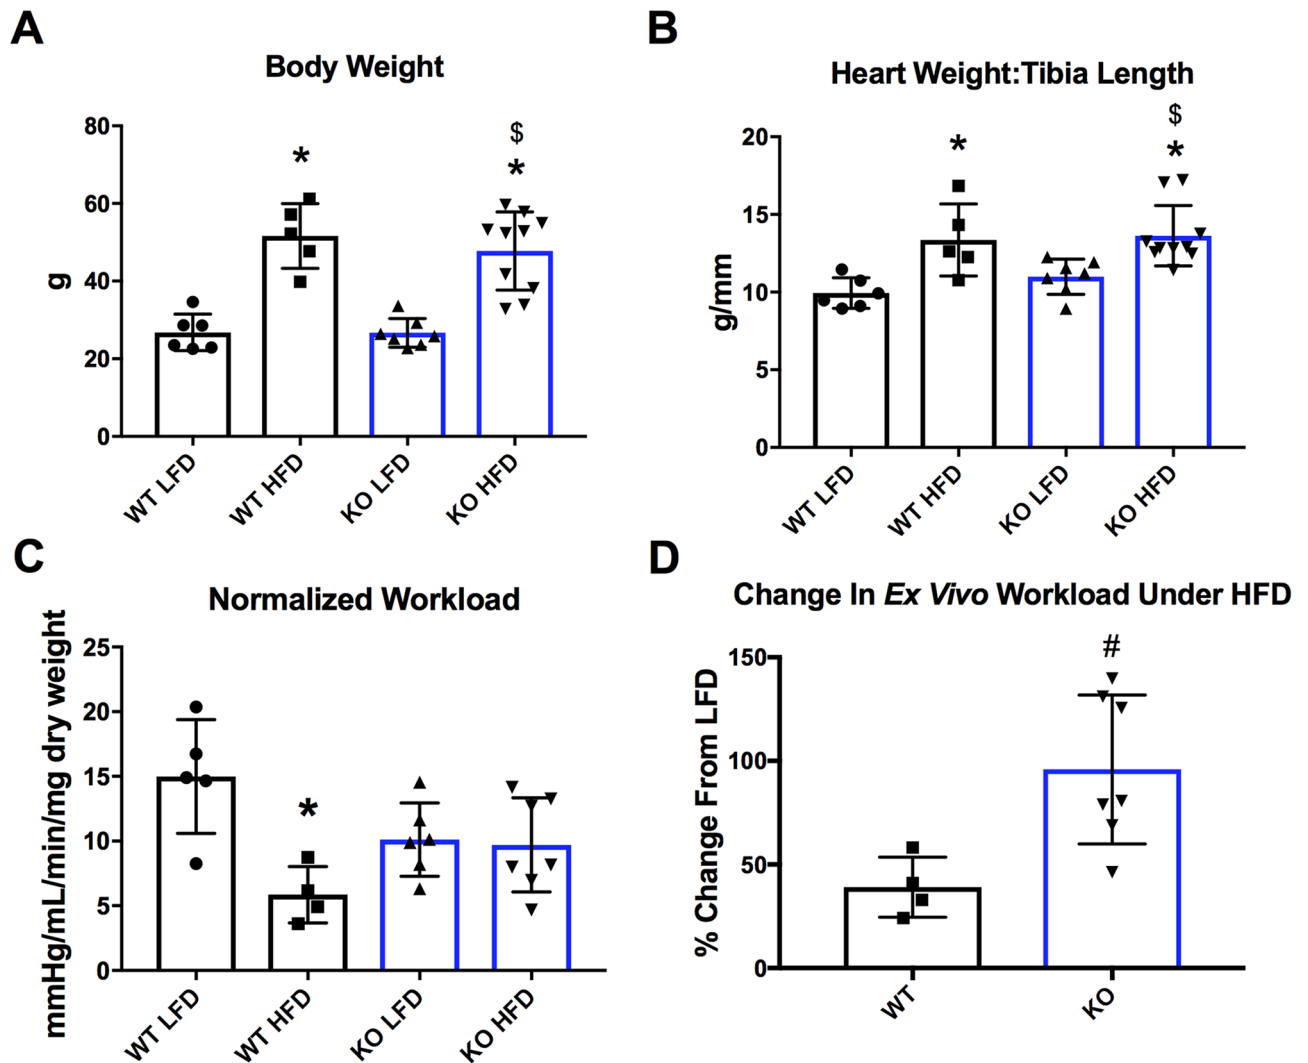 A
Body Weight
g
80
60
40
20
0
*
*
$
WT LFD
WT HFD
KO LFD
KO HFD
B
Heart Weight:Tibia Length
g/mm
20
15
10
5
0
*
$
*
WT LFD
WT HFD
KO LFD
KO HFD
C
Normalized Workload
mmHg/mL/min/mg dry weight
25
20
15
10
5
0
*
WT LFD
WT HFD
KO LFD
KO HFD
D
Change In Ex Vivo Workload Under HFD
% Change From LFD
150
100
50
0
#
WT
KO